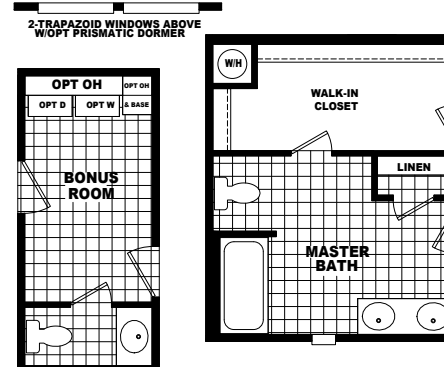 2-TRAPAZOID WINDOWS ABOVE
W/OPT PRISMATIC DORMER
OPT OH
OPT OH
OPT D
OPT W
& BASE
BONUS
ROOM
W/H
WALK-IN
CLOSET
LINEN
MASTER
BATH